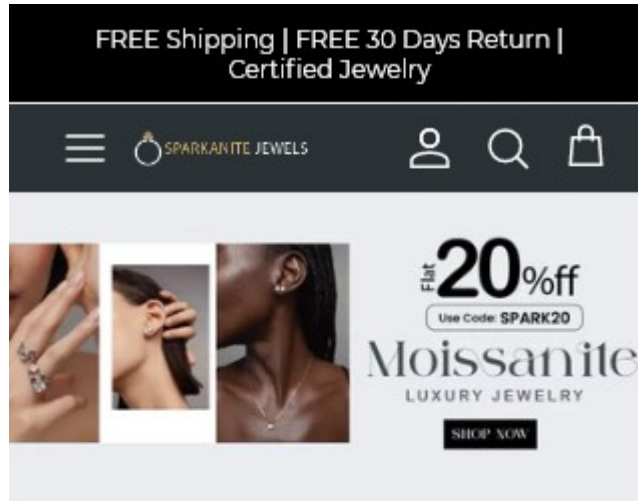 FREE Shipping | FREE 30 Days Return |
Certified Jewelry
SPARKANITE JEWELS
Flat 20%ff
Use Code: SPARK20
Moissanite
LUXURY JEWELRY
SHOP NOW